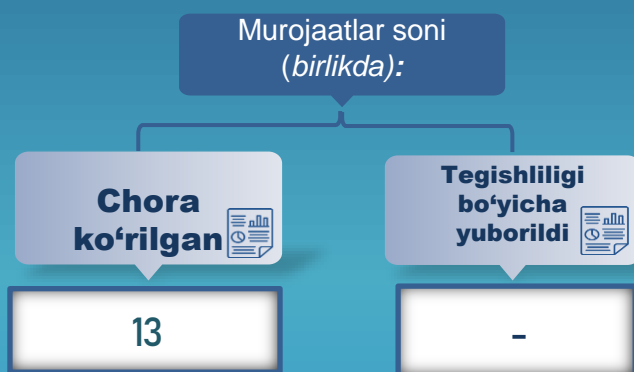 Murojaatlar soni
(birlikda):
Chora
ko‘rilgan
Tegishliligi
bo‘yicha
yuborildi
13
-